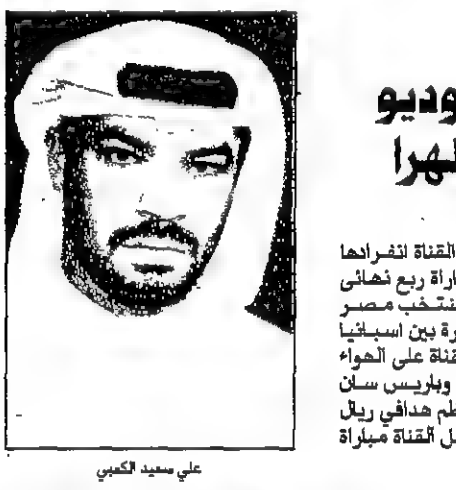 وديو
لهرا
القناة انفرادها
اراة ربع نهائي
نتخب مصر
رة بين اسبانيا
قناة على الهواء
وباريس سان
طم هدافي ريال
ل القناة مباراة
علي سعيد الكعبي